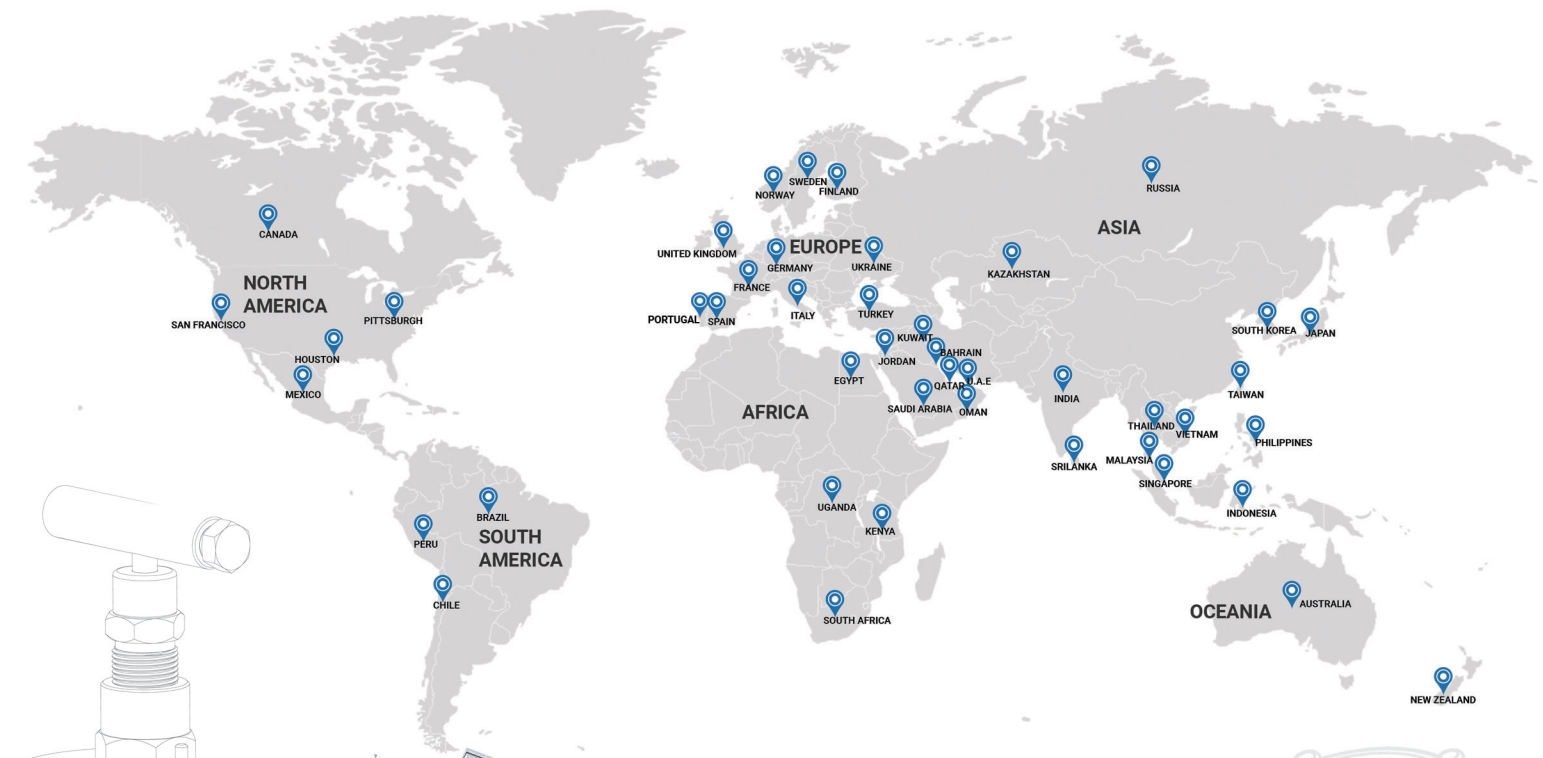 SWEDEN
NORWAY
FINLAND
RUSSIA
CANADA
ASIA
UNITED KINGDOM
EUROPE
GERMANY
UKRAINE
KAZAKHSTAN
NORTH
AMERICA
FRANCE
SAN FRANCISCO
PITTSBURGH
PORTUGAL
SPAIN
ITALY
TURKEY
SOUTH KOREA
JAPAN
HOUSTON
KUWAIT
BAHRAIN
JORDAN
EGYPT
QATAR
U.A.E
MEXICO
INDIA
TAIWAN
AFRICA
SAUDI ARABIA
OMAN
THAILAND
VIETNAM
PHILIPPINES
MALAYSIA
SRILANKA
SINGAPORE
BRAZIL
UGANDA
INDONESIA
PERU
KENYA
SOUTH
AMERICA
CHILE
SOUTH AFRICA
OCEANIA
AUSTRALIA
NEW ZEALAND